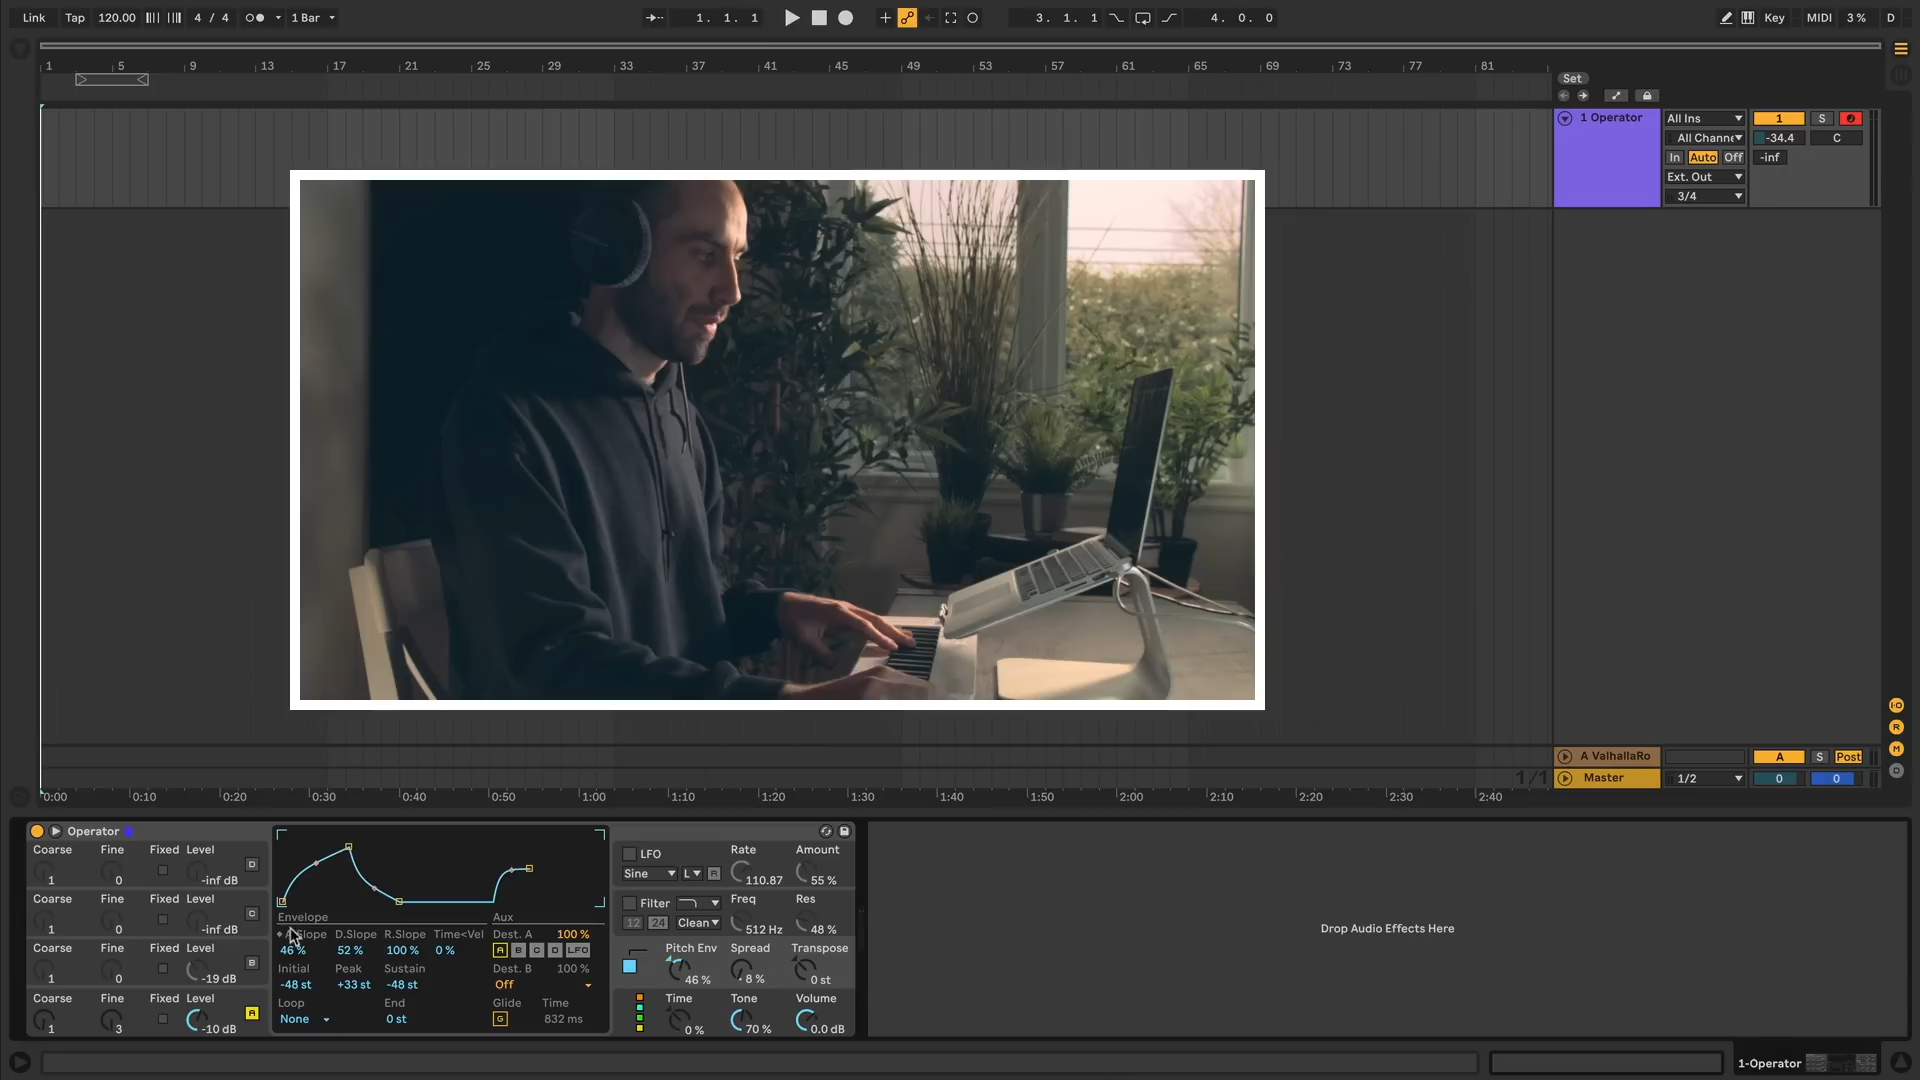 Link Tap 120.00 4 / 4 1 Bar 1. 1. 1 3. 1. 1 4. 0. 0 Key MIDI 3 % D
1 5 9 13 17 21 25 29 33 37 41 45 49 53 57 61 65 69 73 77 81
Set
1 Operator All Ins 1 S
All Channe -34.4 C
In Auto Off -inf
Ext. Out
3/4
A ValhallaRo A S Post
1/1 Master 1/2 0 0
0:00 0:10 0:20 0:30 0:40 0:50 1:00 1:10 1:20 1:30 1:40 1:50 2:00 2:10 2:20 2:30 2:40
Operator
Coarse Fine Fixed Level D
1 0 -inf dB
Coarse Fine Fixed Level C
1 0 -inf dB
Coarse Fine Fixed Level B
1 0 -19 dB
Coarse Fine Fixed Level A
1 3 -10 dB
Envelope Aux
Slope D.Slope R.Slope Time<Vel Dest. A 100 %
46 % 52 % 100 % 0 % A B C D LFO
Initial Peak Sustain Dest. B 100 %
-48 st +33 st -48 st Off
Loop End Glide Time
None 0 st G 832 ms
LFO Rate Amount
Sine L R 110.87 55 %
Filter Freq Res
12 24 Clean 512 Hz 48 %
Pitch Env Spread Transpose
46 % 8 % 0 st
Time Tone Volume
0 % 70 % 0.0 dB
Drop Audio Effects Here
I·O
R
M
D
1-Operator